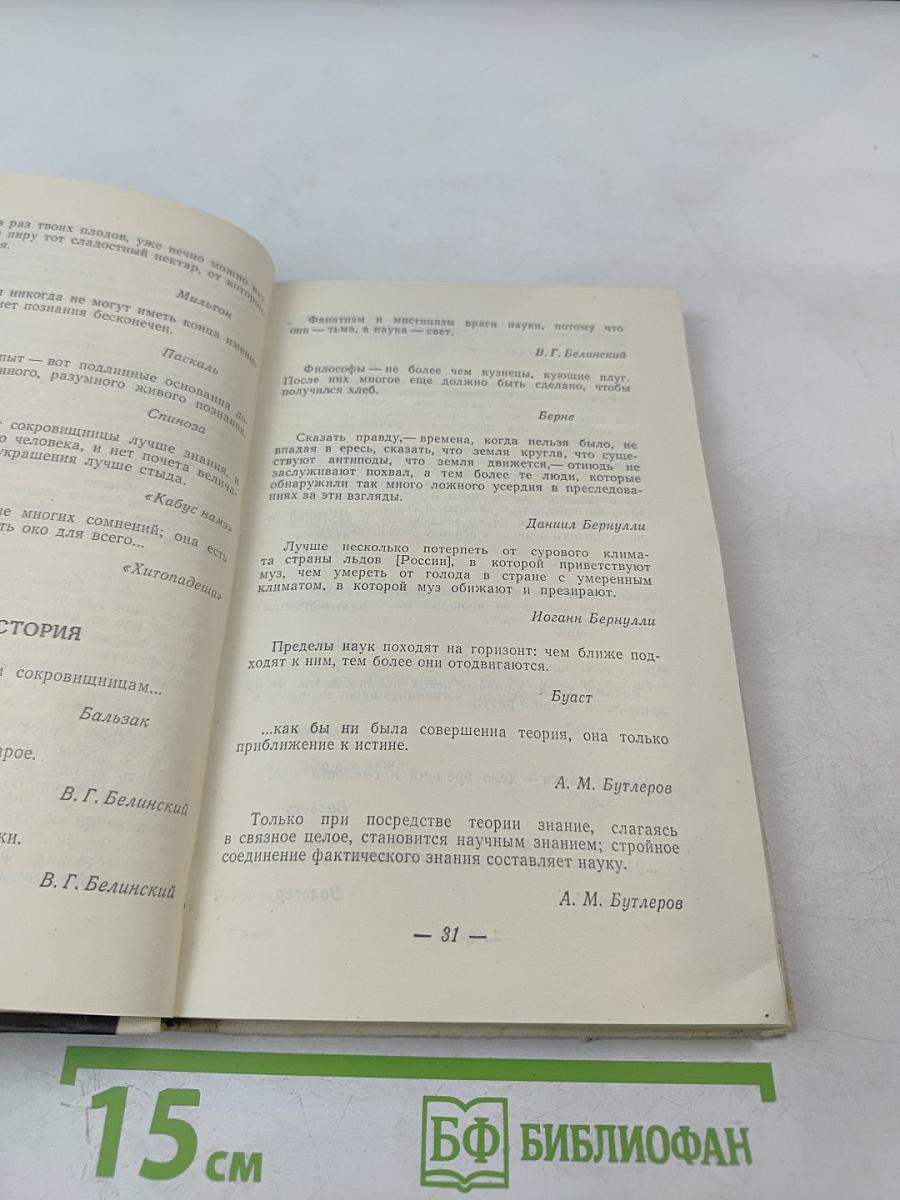 в раз твоих плодов, уже вечно можно
пиру тот сладостный нектар, от которого
я.
Мильтон
и никогда не могут иметь конца именно
мет познания бесконечен.
Паскаль
пыт — вот подлинные основания до-
нного, разумного живого познания.
Спиноза
сокровищницы лучше знания, и
о человека, и нет почета велича-
украшения лучше стыда.
«Кабус намэ»
ие многих сомнений; она есть
ть око для всего...
«Хитопадеша»
СТОРИЯ
м сокровищницам...
Бальзак
арое.
В. Г. Белинский
ки.
В. Г. Белинский
Фанатизм и мистицизм враги науки, потому что
они — тьма, а наука — свет.
В. Г. Белинский
Философы — не более чем кузнецы, кующие плуг.
После них многое еще должно быть сделано, чтобы
получился хлеб.
Берне
Сказать правду,— времена, когда нельзя было, не
впадая в ересь, сказать, что земля кругла, что суще-
ствуют антиподы, что земля движется,— отнюдь не
заслуживают похвал, а тем более те люди, которые
обнаружили так много ложного усердия в преследова-
ниях за эти взгляды.
Даниил Бернулли
Лучше несколько потерпеть от сурового клима-
та страны льдов [России], в которой приветствуют
муз, чем умереть от голода в стране с умеренным
климатом, в которой муз обижают и презирают.
Иоганн Бернулли
Пределы наук походят на горизонт: чем ближе под-
ходят к ним, тем более они отодвигаются.
Буаст
...как бы ни была совершенна теория, она только
приближение к истине.
А. М. Бутлеров
Только при посредстве теории знание, слагаясь
в связное целое, становится научным знанием; стройное
соединение фактического знания составляет науку.
А. М. Бутлеров
— 31 —
15 см
БФ БИБЛИОФАН